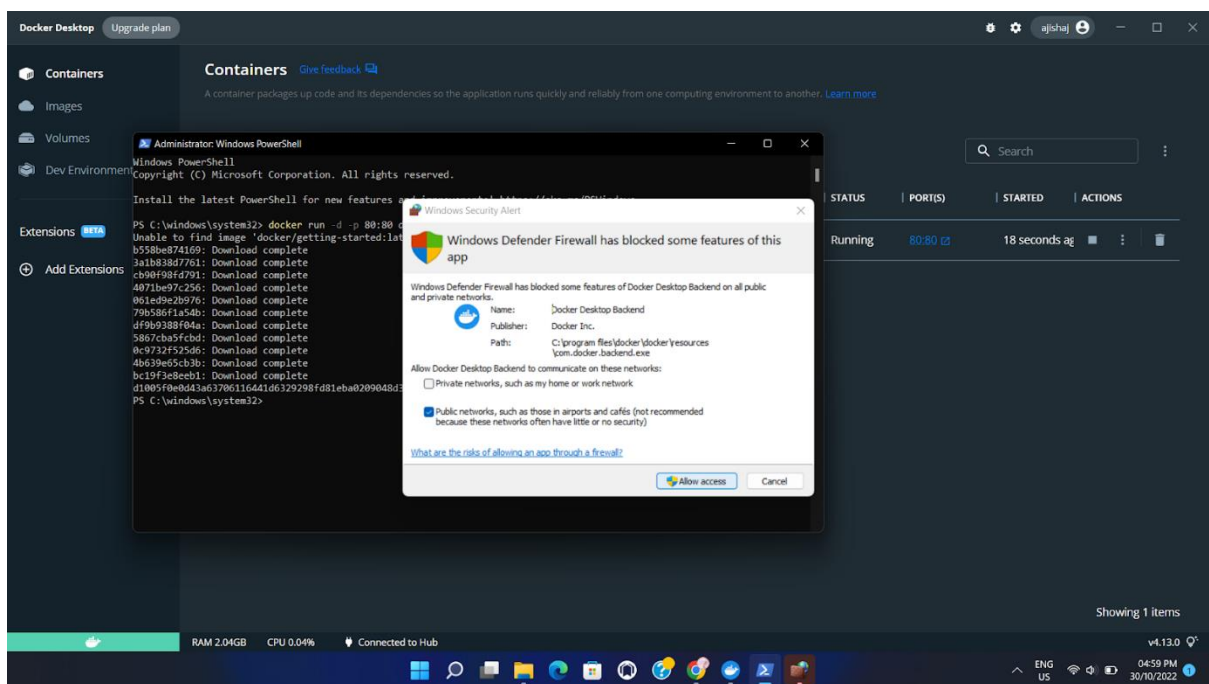 Docker Desktop Upgrade plan
ajishaj
Containers
Images
Volumes
Dev Environment
Extensions BETA
Add Extensions
Containers Give feedback
A container packages up code and its dependencies so the application runs quickly and reliably from one computing environment to another. Learn more
Search
STATUS PORT(S) STARTED ACTIONS
Running 80:80 18 seconds ag
Administrator: Windows PowerShell
Windows PowerShell
Copyright (C) Microsoft Corporation. All rights reserved.
Install the latest PowerShell for new features
PS C:\windows\system32> docker run -d -p 80:80
Unable to find image 'docker/getting-started:lat
b558be874169: Download complete
3a1b838d7761: Download complete
cb90f98fd791: Download complete
4071be97c256: Download complete
061ed9e2b976: Download complete
79b586f1a54b: Download complete
df9b9388f04a: Download complete
5867cba5fcbd: Download complete
0c9732f525d6: Download complete
4b639e65cb3b: Download complete
bc19f3e8eeb1: Download complete
PS C:\windows\system32>
Windows Security Alert
Windows Defender Firewall has blocked some features of this
app
Windows Defender Firewall has blocked some features of Docker Desktop Backend on all public
and private networks.
Name: Docker Desktop Backend
Publisher: Docker Inc.
Path: C:\program files\docker\docker\resources
\com.docker.backend.exe
Allow Docker Desktop Backend to communicate on these networks:
Private networks, such as my home or work network
Public networks, such as those in airports and cafés (not recommended
because these networks often have little or no security)
What are the risks of allowing an app through a firewall?
Allow access Cancel
Showing 1 items
RAM 2.04GB CPU 0.04% Connected to Hub v4.13.0
ENG
US
04:59 PM
30/10/2022
1